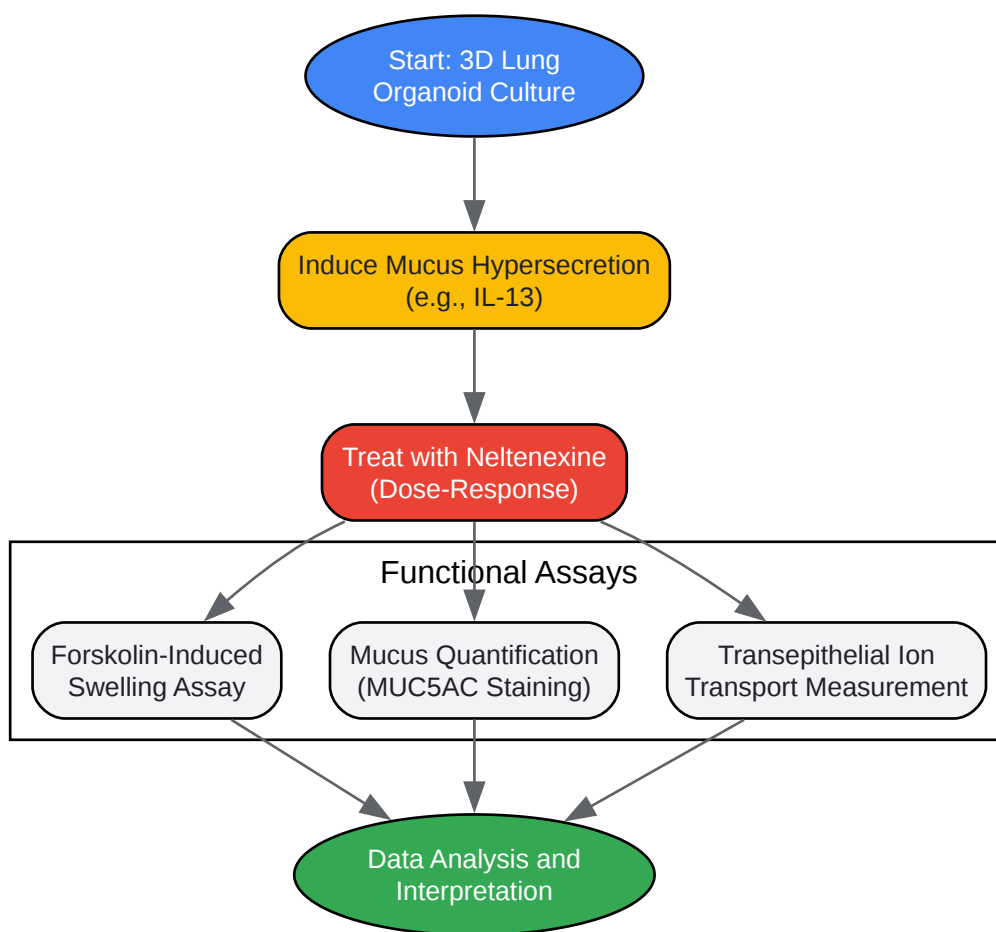 Start: 3D Lung
Organoid Culture
Induce Mucus Hypersecretion
(e.g., IL-13)
Treat with Neltenexine
(Dose-Response)
Functional Assays
Forskolin-Induced
Swelling Assay
Mucus Quantification
(MUC5AC Staining)
Transepithelial Ion
Transport Measurement
Data Analysis and
Interpretation